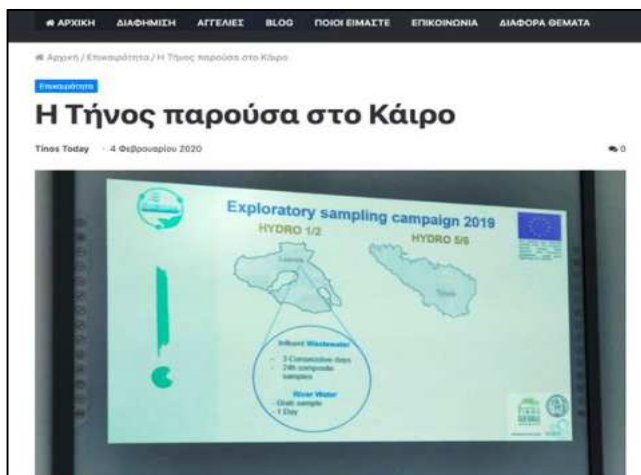 ΑΡΧΙΚΗ ΔΙΑΦΗΜΙΣΗ ΑΓΓΕΛΙΕΣ BLOG ΠΟΙΟΙ ΕΙΜΑΣΤΕ ΕΠΙΚΟΙΝΩΝΙΑ ΔΙΑΦΟΡΑ ΘΕΜΑΤΑ
Αρχική / Επικαιρότητα / Η Τήνος παρούσα στο Κάιρο
Επικαιρότητα
Η Τήνος παρούσα στο Κάιρο
Tinos Today · 4 Φεβρουαρίου 2020 0
Exploratory sampling campaign 2019
HYDRO 1/2 HYDRO 5/6
Lesvos Tinos
Influent Wastewater
- 3 Consecutive days
- 24h composite
samples
River Water
- Grab sample
- 1 Day